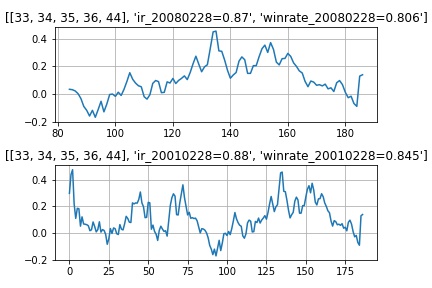 [[33, 34, 35, 36, 44], 'ir_20080228=0.87', 'winrate_20080228=0.806']
0.4
0.2
0.0
−0.2
80 100 120 140 160 180
[[33, 34, 35, 36, 44], 'ir_20010228=0.88', 'winrate_20010228=0.845']
0.4
0.2
0.0
−0.2
0 25 50 75 100 125 150 175